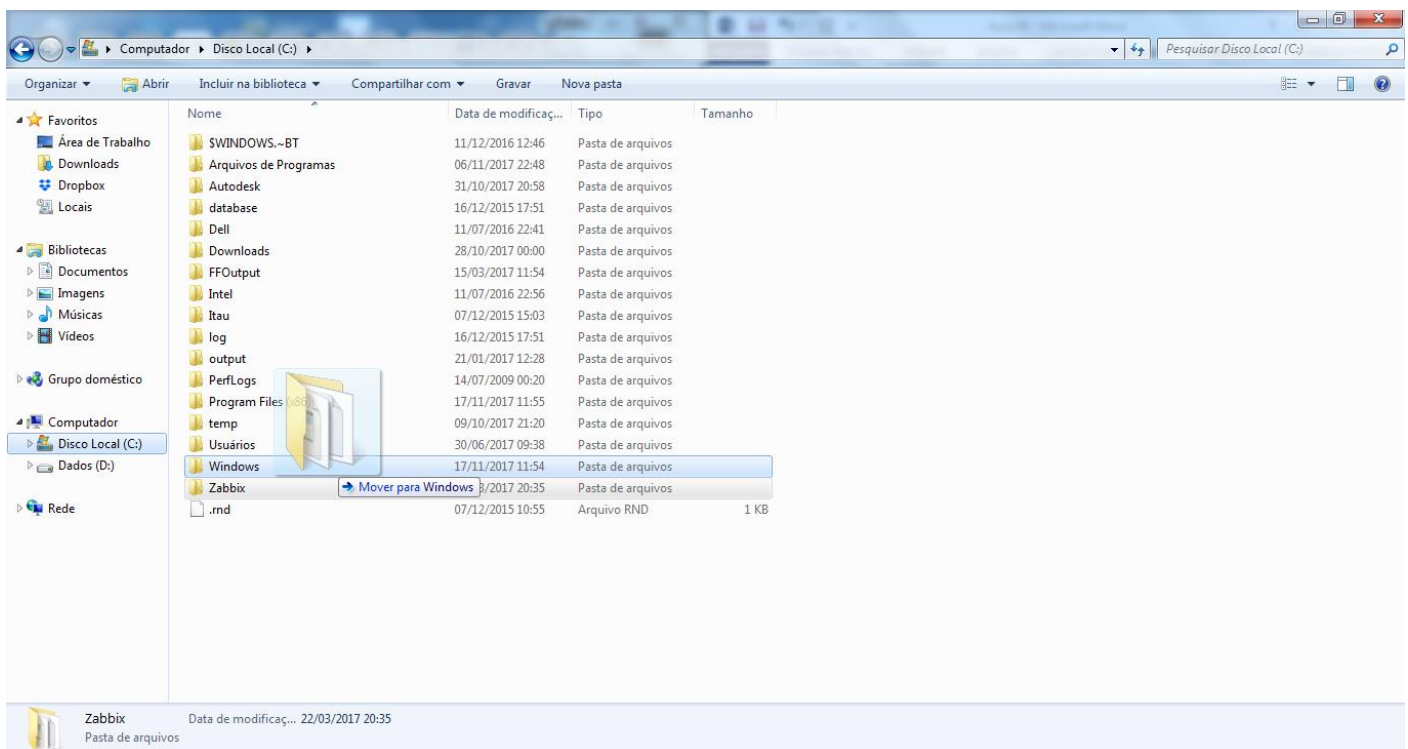 Computador Disco Local (C:)
Pesquisar Disco Local (C:)
Organizar Abrir Incluir na biblioteca Compartilhar com Gravar Nova pasta
Favoritos
Área de Trabalho
Downloads
Dropbox
Locais
Bibliotecas
Documentos
Imagens
Músicas
Vídeos
Grupo doméstico
Computador
Disco Local (C:)
Dados (D:)
Rede
Nome Data de modificaç... Tipo Tamanho
$WINDOWS.~BT 11/12/2016 12:46 Pasta de arquivos
Arquivos de Programas 06/11/2017 22:48 Pasta de arquivos
Autodesk 31/10/2017 20:58 Pasta de arquivos
database 16/12/2015 17:51 Pasta de arquivos
Dell 11/07/2016 22:41 Pasta de arquivos
Downloads 28/10/2017 00:00 Pasta de arquivos
FFOutput 15/03/2017 11:54 Pasta de arquivos
Intel 11/07/2016 22:56 Pasta de arquivos
Itau 07/12/2015 15:03 Pasta de arquivos
log 16/12/2015 17:51 Pasta de arquivos
output 21/01/2017 12:28 Pasta de arquivos
PerfLogs 14/07/2009 00:20 Pasta de arquivos
Program Files (x86) 17/11/2017 11:55 Pasta de arquivos
temp 09/10/2017 21:20 Pasta de arquivos
Usuários 30/06/2017 09:38 Pasta de arquivos
Windows 17/11/2017 11:54 Pasta de arquivos
Zabbix Mover para Windows 3/2017 20:35 Pasta de arquivos
.rnd 07/12/2015 10:55 Arquivo RND 1 KB
Zabbix Data de modificaç... 22/03/2017 20:35
Pasta de arquivos